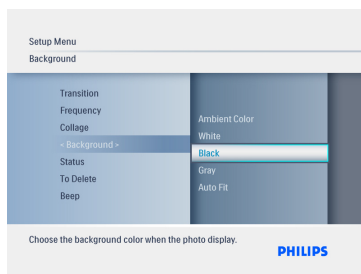 Setup Menu
Background
Transition
Frequency
Collage
< Background >
Status
To Delete
Beep
Ambient Color
White
Black
Gray
Auto Fit
Choose the background color when the photo display.
PHILIPS